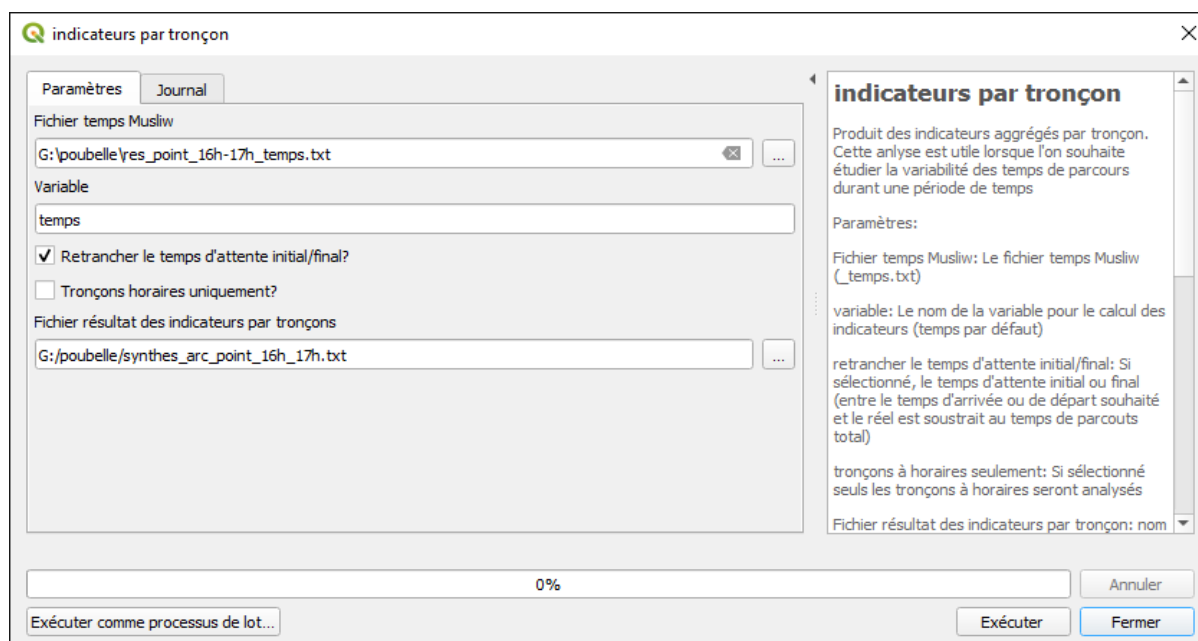 indicateurs par tronçon
Paramètres
Journal
Fichier temps Musliw
G:\poubelle\res_point_16h-17h_temps.txt
...
Variable
temps
Retrancher le temps d'attente initial/final?
Tronçons horaires uniquement?
Fichier résultat des indicateurs par tronçons
G:/poubelle/synthes_arc_point_16h_17h.txt
...
indicateurs par tronçon
Produit des indicateurs aggrégés par tronçon.
Cette anlyse est utile lorsque l'on souhaite
étudier la variabilité des temps de parcours
durant une période de temps
Paramètres:
Fichier temps Musliw: Le fichier temps Musliw
(_temps.txt)
variable: Le nom de la variable pour le calcul des
indicateurs (temps par défaut)
retrancher le temps d'attente initial/final: Si
sélectionné, le temps d'attente initial ou final
(entre le temps d'arrivée ou de départ souhaité
et le réel est soustrait au temps de parcouts
total)
tronçons à horaires seulement: Si sélectionné
seuls les tronçons à horaires seront analysés
Fichier résultat des indicateurs par tronçon: nom
0%
Annuler
Exécuter comme processus de lot...
Exécuter
Fermer